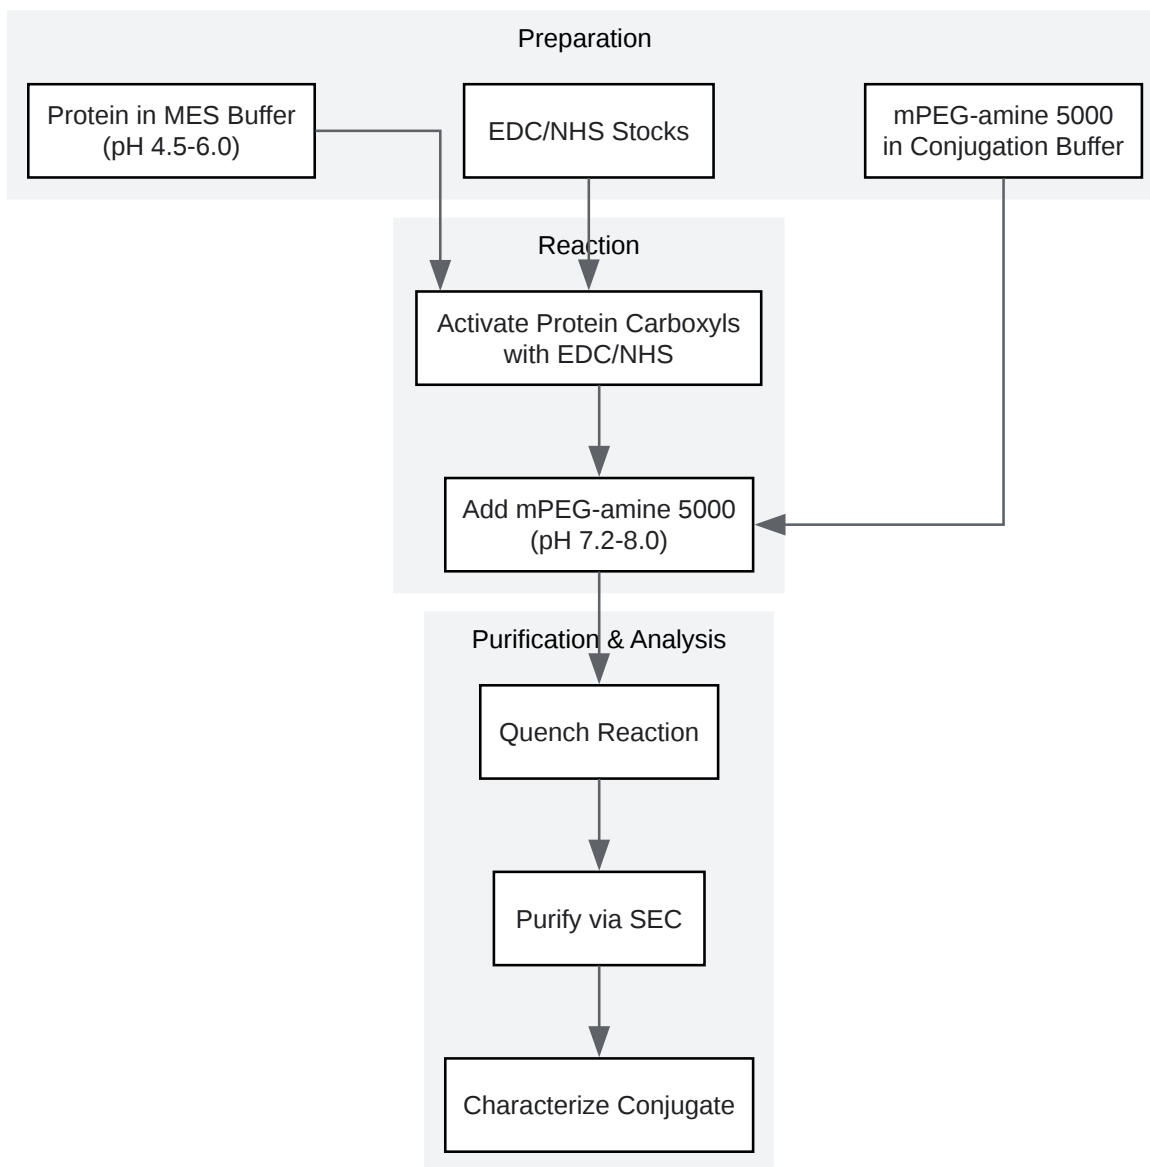 Preparation
Protein in MES Buffer
(pH 4.5-6.0)
EDC/NHS Stocks
mPEG-amine 5000
in Conjugation Buffer
Reaction
Activate Protein Carboxyls
with EDC/NHS
Add mPEG-amine 5000
(pH 7.2-8.0)
Purification & Analysis
Quench Reaction
Purify via SEC
Characterize Conjugate